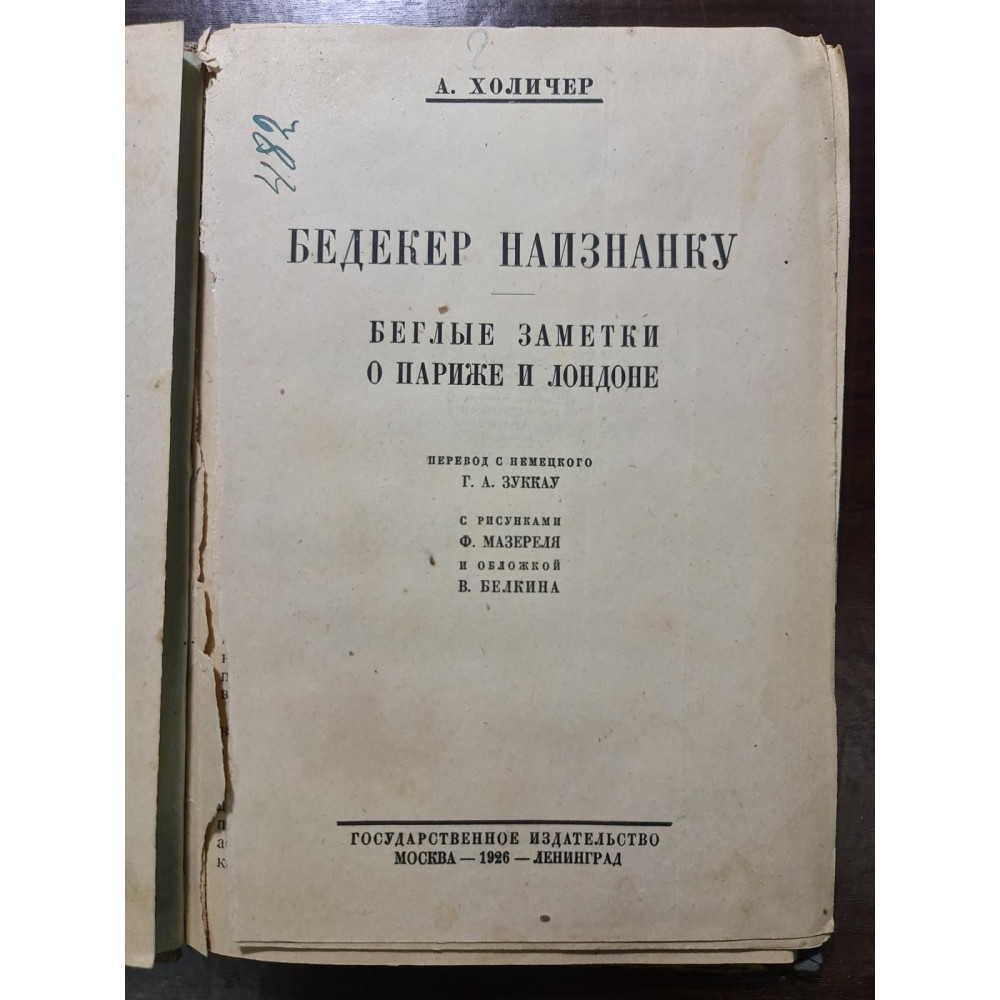 А. ХОЛИЧЕР
482
БЕДЕКЕР НАИЗНАНКУ
БЕГЛЫЕ ЗАМЕТКИ
О ПАРИЖЕ И ЛОНДОНЕ
ПЕРЕВОД С НЕМЕЦКОГО
Г. А. ЗУККАУ
С РИСУНКАМИ
Ф. МАЗЕРЕЛЯ
И ОБЛОЖКОЙ
В. БЕЛКИНА
ГОСУДАРСТВЕННОЕ ИЗДАТЕЛЬСТВО
МОСКВА — 1926 — ЛЕНИНГРАД